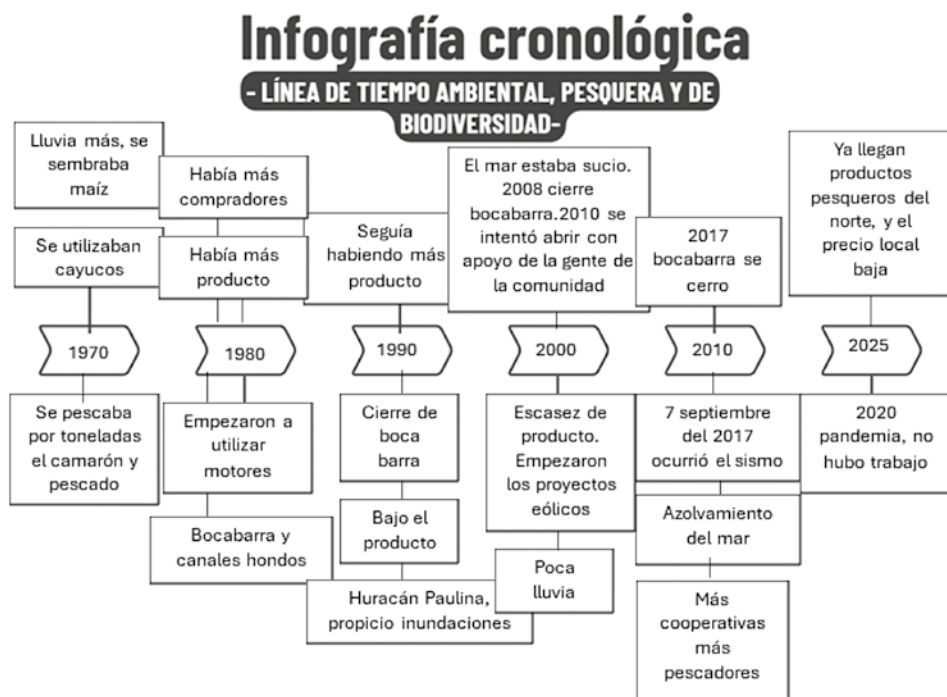 Infografía cronológica
- LÍNEA DE TIEMPO AMBIENTAL, PESQUERA Y DE
BIODIVERSIDAD-
Lluvia más, se
sembraba
maíz
Se utilizaban
cayucos
1970
Se pescaba
por toneladas
el camarón y
pescado
Había más
compradores
Había más
producto
1980
Empezaron a
utilizar
motores
Bocabarra y
canales hondos
Seguía
habiendo más
producto
1990
Cierre de
boca
barra
Bajo el
producto
Huracán Paulina,
propicio inundaciones
El mar estaba sucio.
2008 cierre
bocabarra.2010 se
intentó abrir con
apoyo de la gente de
la comunidad
2000
Escasez de
producto.
Empezaron
los proyectos
eólicos
Poca
lluvia
2017
bocabarra se
cerro
2010
7 septiembre
del 2017
ocurrió el sismo
Azolvamiento
del mar
Más
cooperativas
más
pescadores
Ya llegan
productos
pesqueros del
norte, y el
precio local
baja
2025
2020
pandemia, no
hubo trabajo